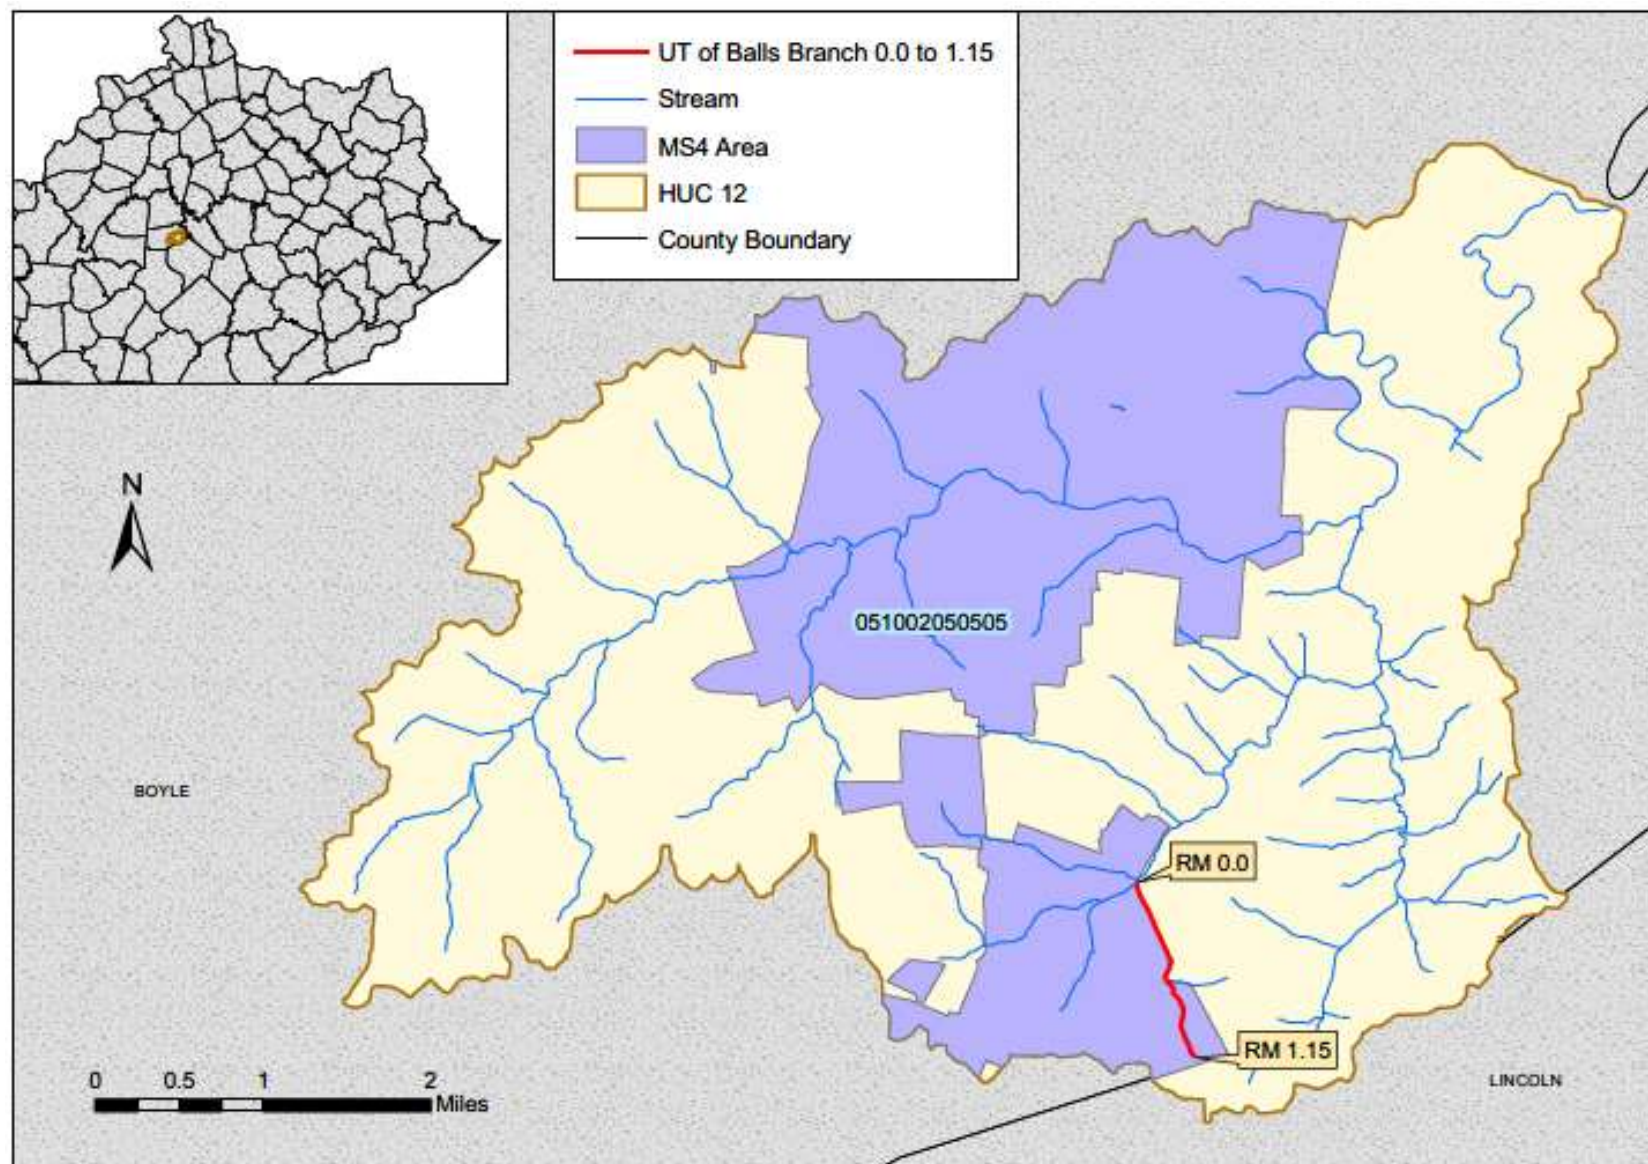 UT of Balls Branch 0.0 to 1.15
Stream
MS4 Area
HUC 12
County Boundary
N
051002050505
BOYLE
RM 0.0
RM 1.15
LINCOLN
0 0.5 1 2
Miles